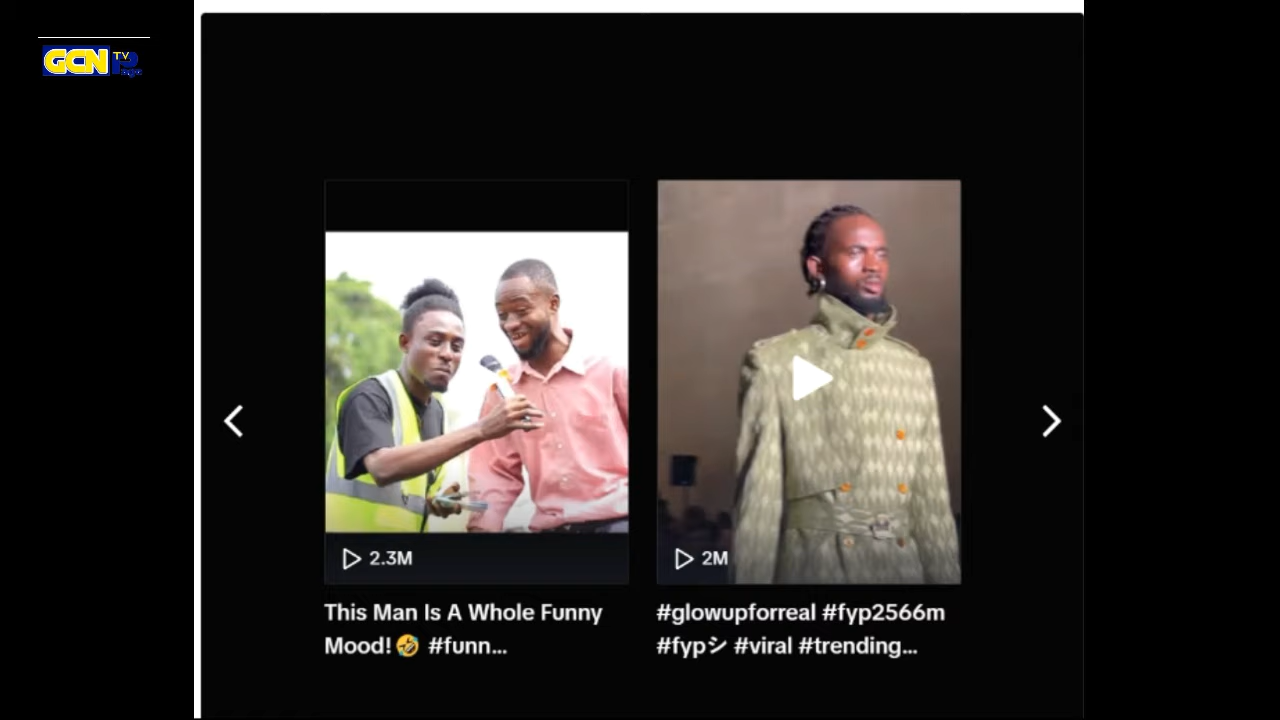 GCN TV
Page
2.3M
2M
This Man Is A Whole Funny
Mood! 🤣 #funn...
#glowupforreal #fyp2566m
#fypシ #viral #trending...